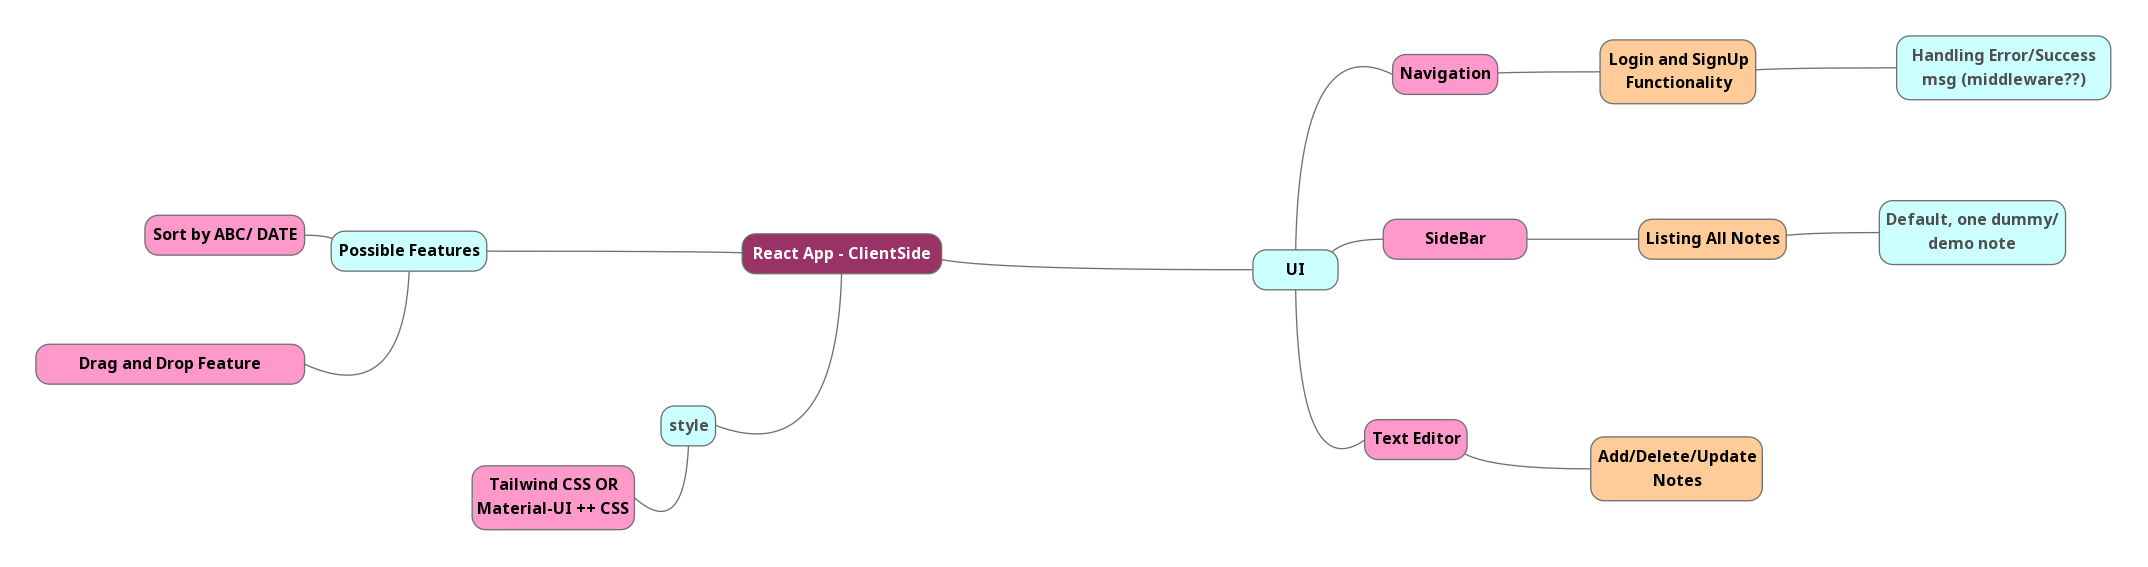 Handling Error/Success
msg (middleware??)
Login and SignUp
Functionality
Navigation
Default, one dummy/
demo note
Listing All Notes
SideBar
Sort by ABC/ DATE
Possible Features
React App - ClientSide
UI
Drag and Drop Feature
style
Text Editor
Add/Delete/Update
Notes
Tailwind CSS OR
Material-UI ++ CSS